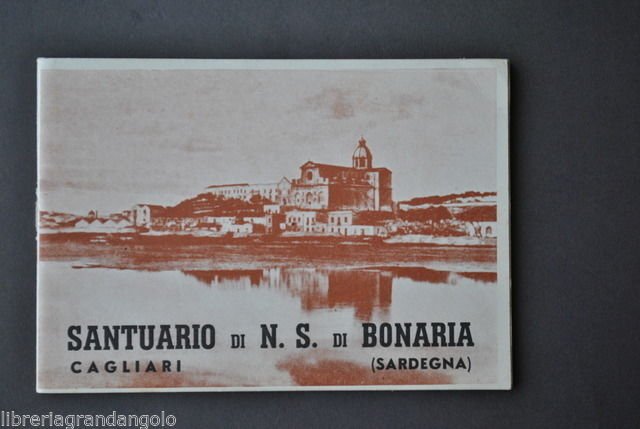 SANTUARIO DI N. S. DI BONARIA
CAGLIARI (SARDEGNA)
libreriagrandangolo